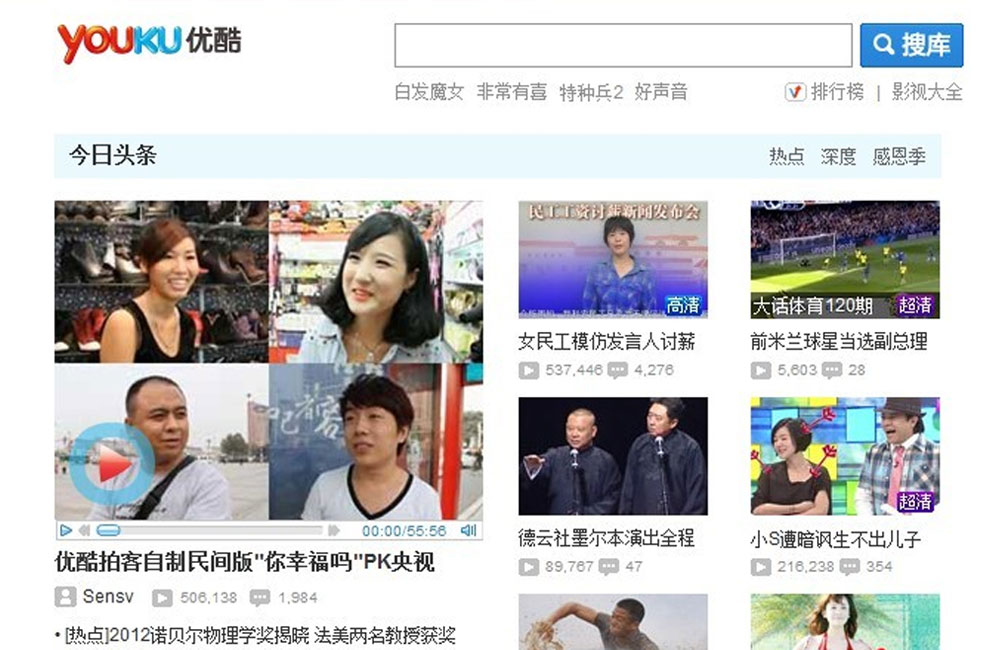 YOUKU 优酷
搜库
白发魔女 非常有喜 特种兵2 好声音
排行榜 | 影视大全
今日头条
热点 深度 感恩季
00:00/55:56
优酷拍客自制民间版"你幸福吗"PK央视
Sensv 506,138 1,984
•[热点]2012诺贝尔物理学奖揭晓 法美两名教授获奖
民工工资讨薪新闻发布会
高清
女民工模仿发言人讨薪
537,446 4,276
大话体育120期 超清
前米兰球星当选副总理
5,603 28
德云社墨尔本演出全程
89,767 47
超清
小S遭暗讽生不出儿子
216,238 354